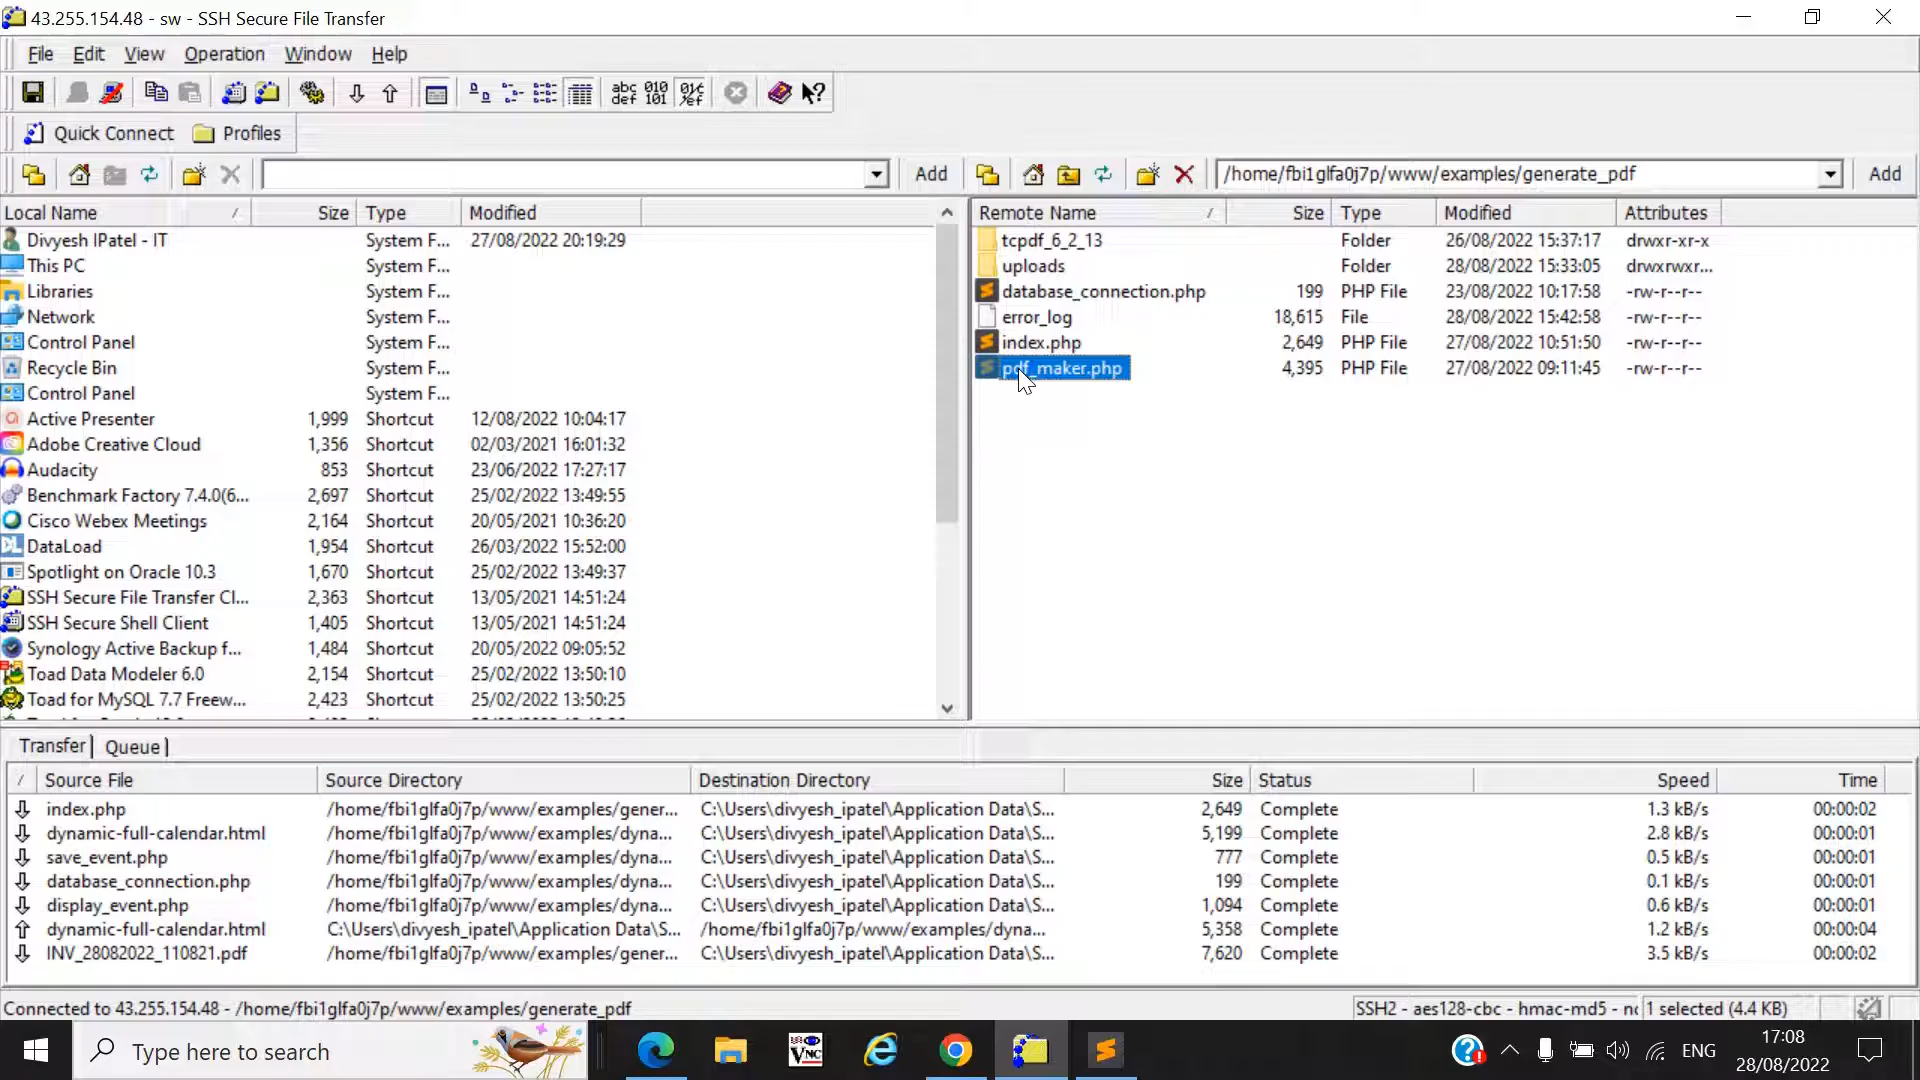 43.255.154.48 - sw - SSH Secure File Transfer
File Edit View Operation Window Help
abc def 010 101
Quick Connect Profiles
Add /home/fbi1glfa0j7p/www/examples/generate_pdf Add
Local Name / Size Type Modified
Divyesh IPatel - IT System F... 27/08/2022 20:19:29
This PC System F...
Libraries System F...
Network System F...
Control Panel System F...
Recycle Bin System F...
Control Panel System F...
Active Presenter 1,999 Shortcut 12/08/2022 10:04:17
Adobe Creative Cloud 1,356 Shortcut 02/03/2021 16:01:32
Audacity 853 Shortcut 23/06/2022 17:27:17
Benchmark Factory 7.4.0(6... 2,697 Shortcut 25/02/2022 13:49:55
Cisco Webex Meetings 2,164 Shortcut 20/05/2021 10:36:20
DataLoad 1,954 Shortcut 26/03/2022 15:52:00
Spotlight on Oracle 10.3 1,670 Shortcut 25/02/2022 13:49:37
SSH Secure File Transfer Cl... 2,363 Shortcut 13/05/2021 14:51:24
SSH Secure Shell Client 1,405 Shortcut 13/05/2021 14:51:24
Synology Active Backup f... 1,484 Shortcut 20/05/2022 09:05:52
Toad Data Modeler 6.0 2,154 Shortcut 25/02/2022 13:50:10
Toad for MySQL 7.7 Freew... 2,423 Shortcut 25/02/2022 13:50:25
Remote Name / Size Type Modified Attributes
tcpdf_6_2_13 Folder 26/08/2022 15:37:17 drwxr-xr-x
uploads Folder 28/08/2022 15:33:05 drwxrwxr...
database_connection.php 199 PHP File 23/08/2022 10:17:58 -rw-r--r--
error_log 18,615 File 28/08/2022 15:42:58 -rw-r--r--
index.php 2,649 PHP File 27/08/2022 10:51:50 -rw-r--r--
pdf_maker.php 4,395 PHP File 27/08/2022 09:11:45 -rw-r--r--
Transfer Queue
/ Source File Source Directory Destination Directory Size Status Speed Time
index.php /home/fbi1glfa0j7p/www/examples/gener... C:\Users\divyesh_ipatel\Application Data\S... 2,649 Complete 1.3 kB/s 00:00:02
dynamic-full-calendar.html /home/fbi1glfa0j7p/www/examples/dyna... C:\Users\divyesh_ipatel\Application Data\S... 5,199 Complete 2.8 kB/s 00:00:01
save_event.php /home/fbi1glfa0j7p/www/examples/dyna... C:\Users\divyesh_ipatel\Application Data\S... 777 Complete 0.5 kB/s 00:00:01
database_connection.php /home/fbi1glfa0j7p/www/examples/dyna... C:\Users\divyesh_ipatel\Application Data\S... 199 Complete 0.1 kB/s 00:00:01
display_event.php /home/fbi1glfa0j7p/www/examples/dyna... C:\Users\divyesh_ipatel\Application Data\S... 1,094 Complete 0.6 kB/s 00:00:01
dynamic-full-calendar.html C:\Users\divyesh_ipatel\Application Data\S... /home/fbi1glfa0j7p/www/examples/dyna... 5,358 Complete 1.2 kB/s 00:00:04
INV_28082022_110821.pdf /home/fbi1glfa0j7p/www/examples/gener... C:\Users\divyesh_ipatel\Application Data\S... 7,620 Complete 3.5 kB/s 00:00:02
Connected to 43.255.154.48 - /home/fbi1glfa0j7p/www/examples/generate_pdf SSH2 - aes128-cbc - hmac-md5 - nc 1 selected (4.4 KB)
Type here to search VNC ENG 17:08
28/08/2022